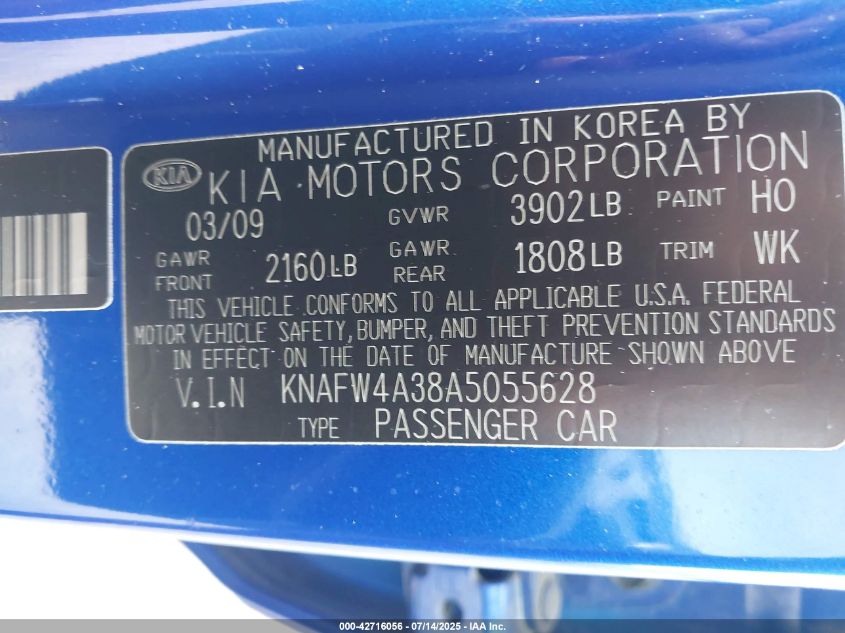 MANUFACTURED IN KOREA BY
KIA KIA MOTORS CORPORATION
03/09 GVWR 3902LB PAINT HO
GAWR FRONT 2160LB GAWR REAR 1808LB TRIM WK
THIS VEHICLE CONFORMS TO ALL APPLICABLE U.S.A. FEDERAL
MOTOR VEHICLE SAFETY, BUMPER, AND THEFT PREVENTION STANDARDS
IN EFFECT ON THE DATE OF MANUFACTURE SHOWN ABOVE
V.I.N KNAFW4A38A5055628
TYPE PASSENGER CAR
000-42716056 - 07/14/2025 - US - IAAI